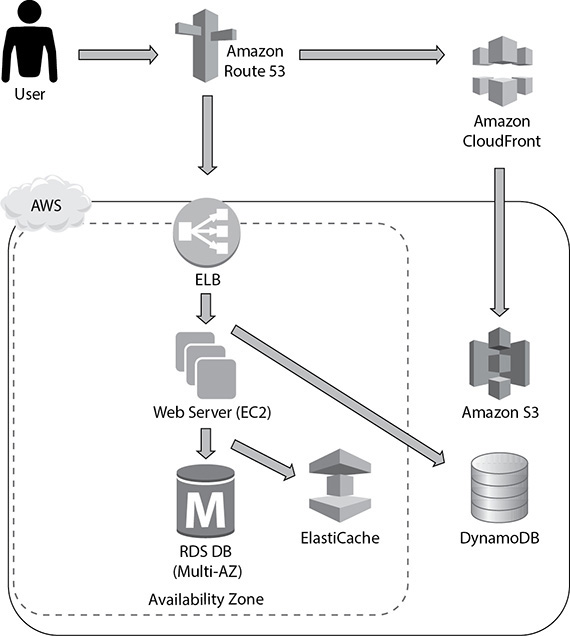 User
Amazon
Route 53
Amazon
CloudFront
AWS
ELB
Web Server (EC2)
Amazon S3
M
RDS DB
(Multi-AZ)
ElastiCache
DynamoDB
Availability Zone